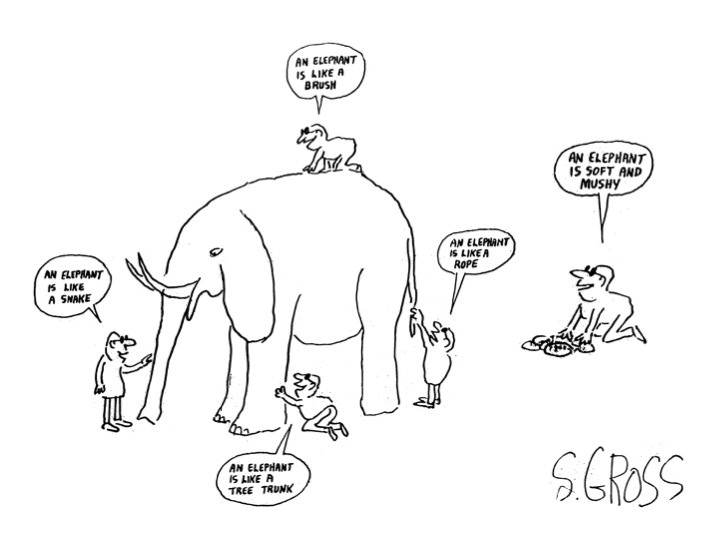 AN ELEPHANT
IS LIKE A
BRUSH
AN ELEPHANT
IS SOFT AND
MUSHY
AN ELEPHANT
IS LIKE A
ROPE
AN ELEPHANT
IS LIKE
A SNAKE
AN ELEPHANT
IS LIKE A
TREE TRUNK
S.GROSS